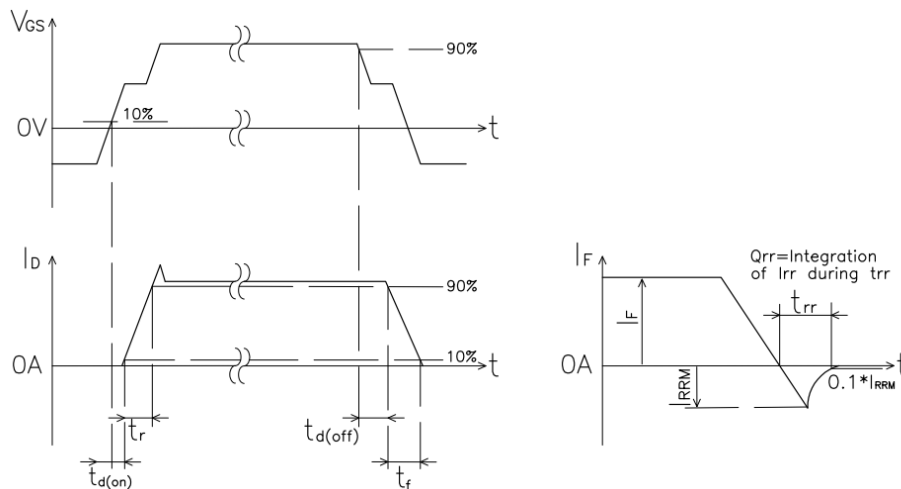 VGS
90%
10%
0V
t
ID
90%
10%
0A
t
tr
td(on)
td(off)
tf
IF
Qrr=Integration
of Irr during trr
trr
IF
0A
t
IRRM
0.1*IRRM